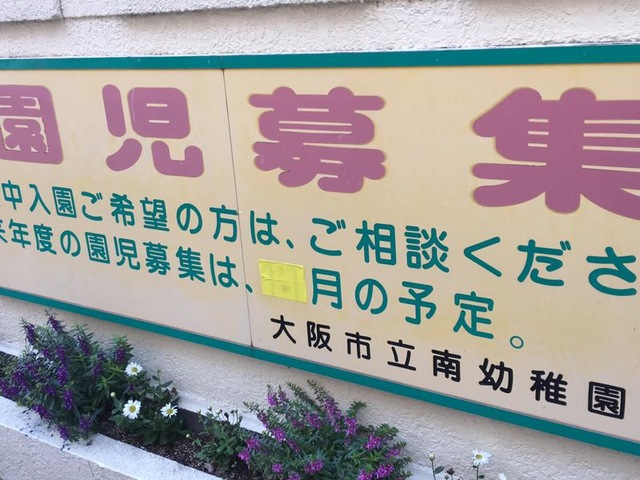 園児募集
中入園ご希望の方は、ご相談くださ
来年度の園児募集は、月の予定。
大阪市立南幼稚園